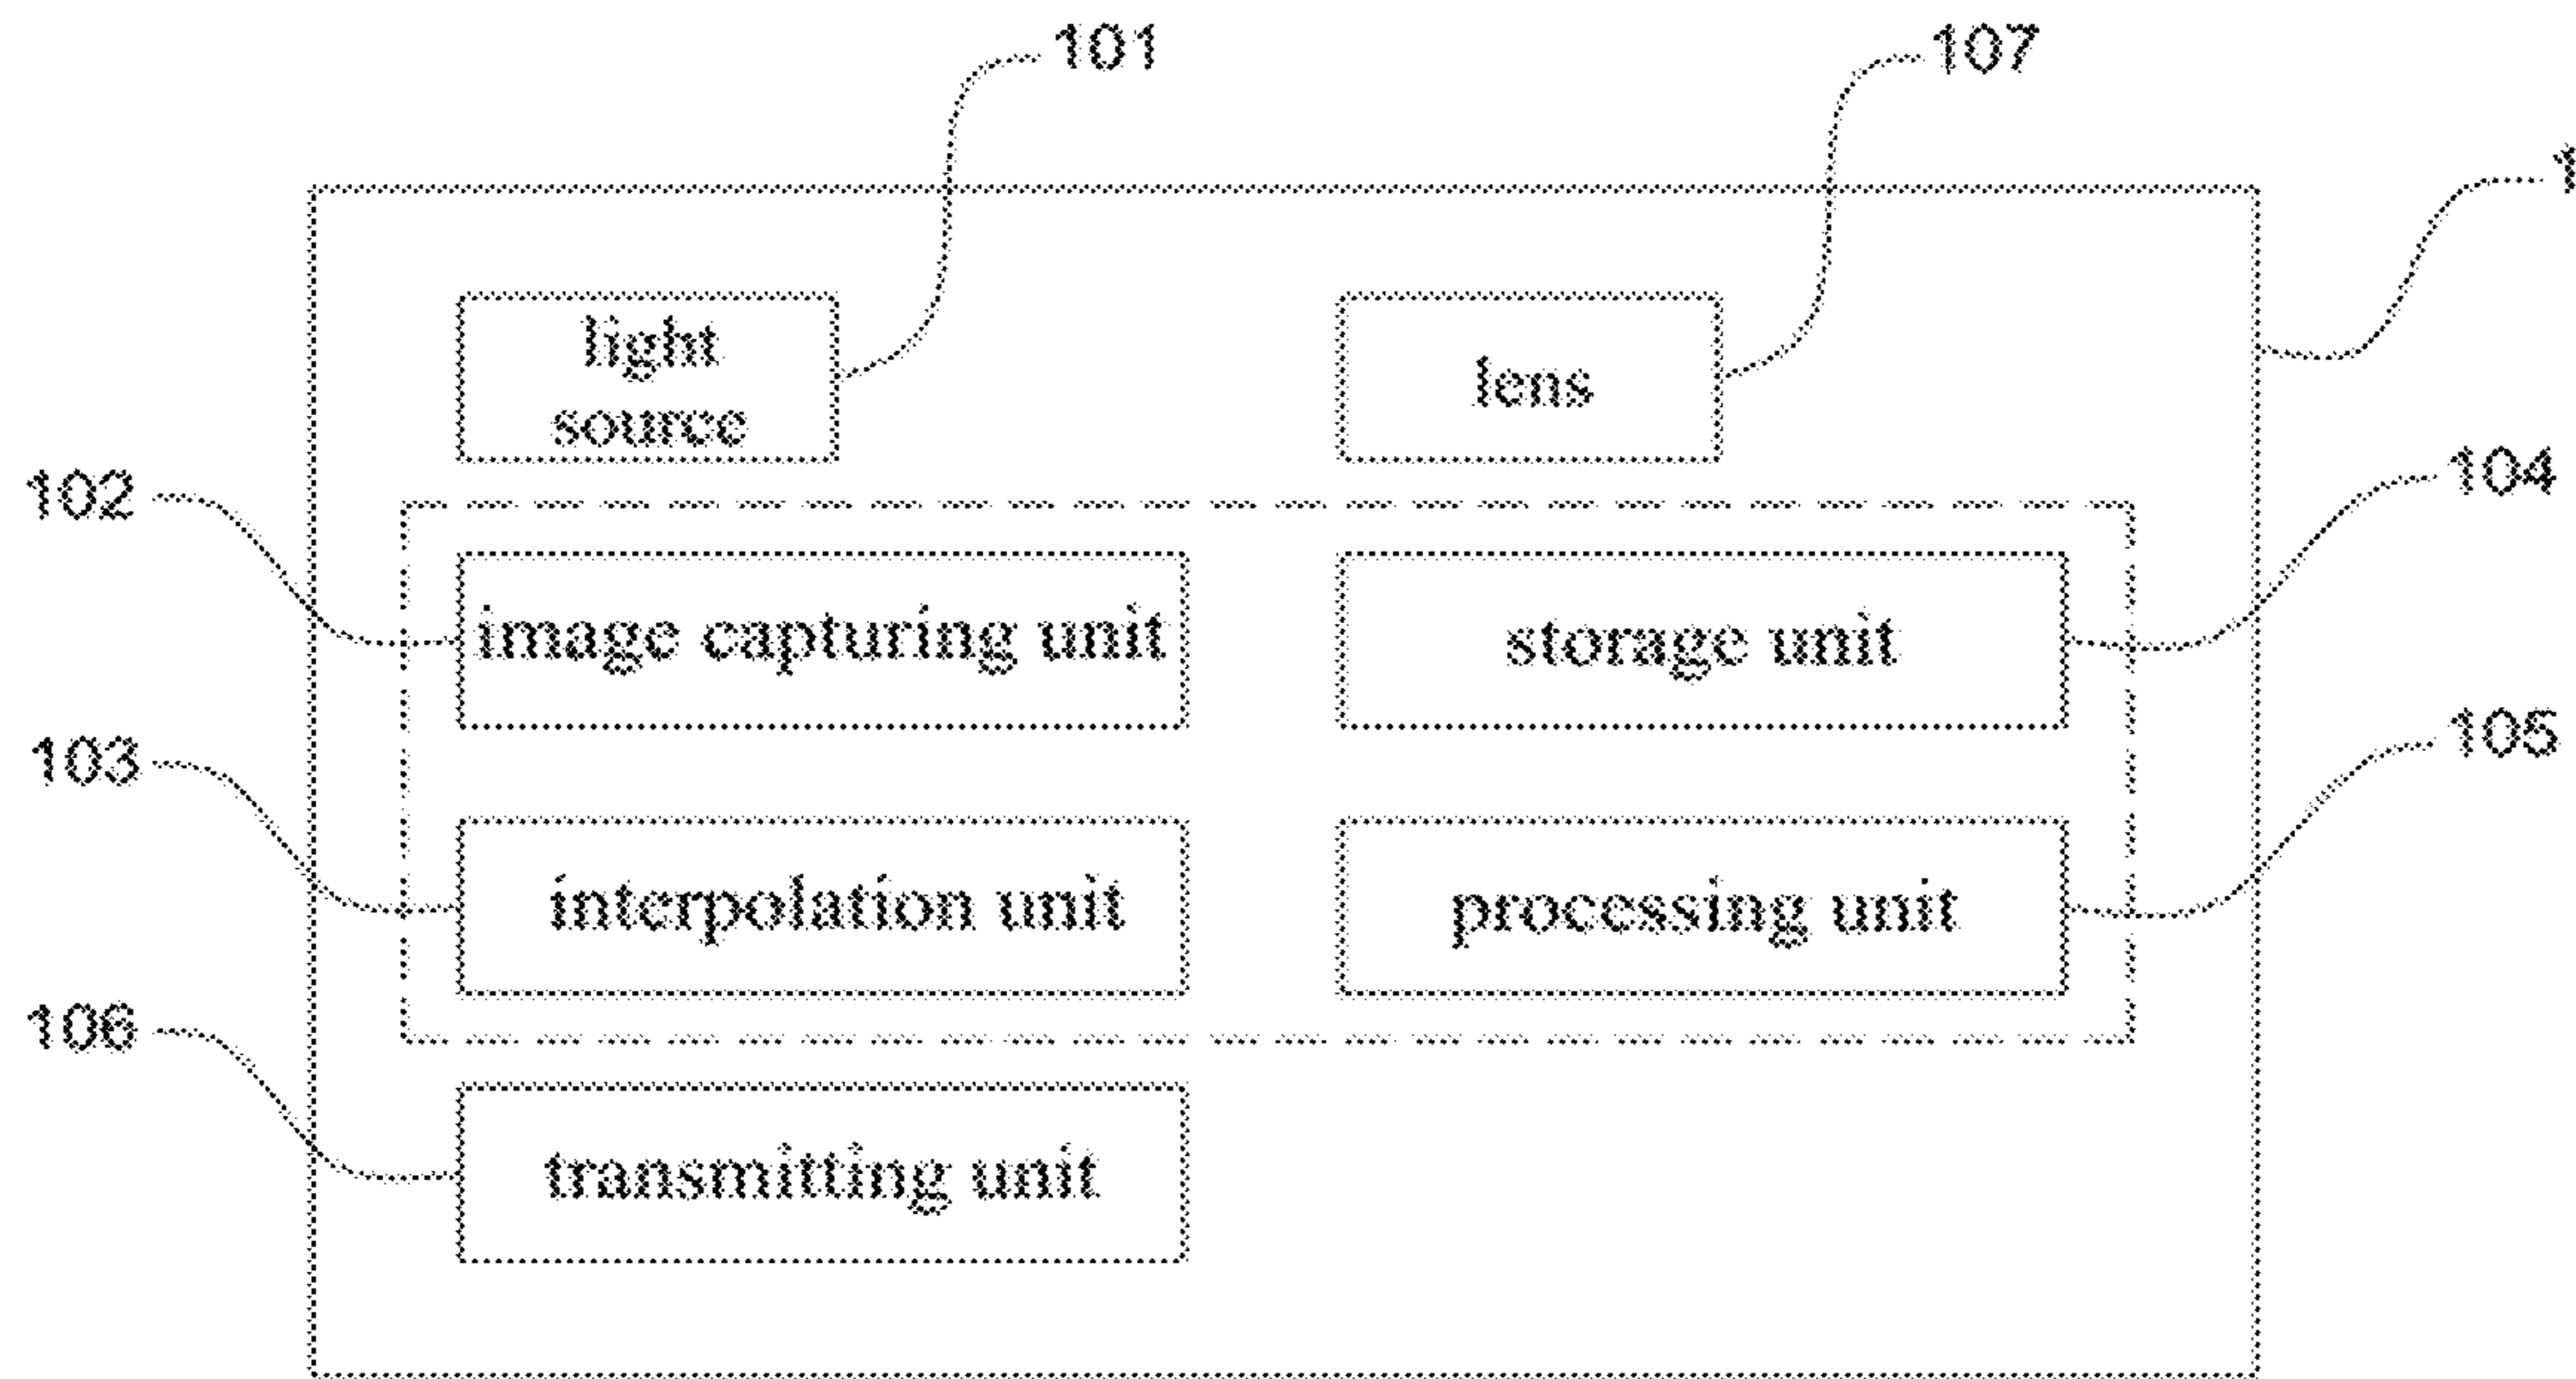 101
107
1
light
source
lens
102
104
image capturing unit
storage unit
103
105
interpolation unit
processing unit
106
transmitting unit